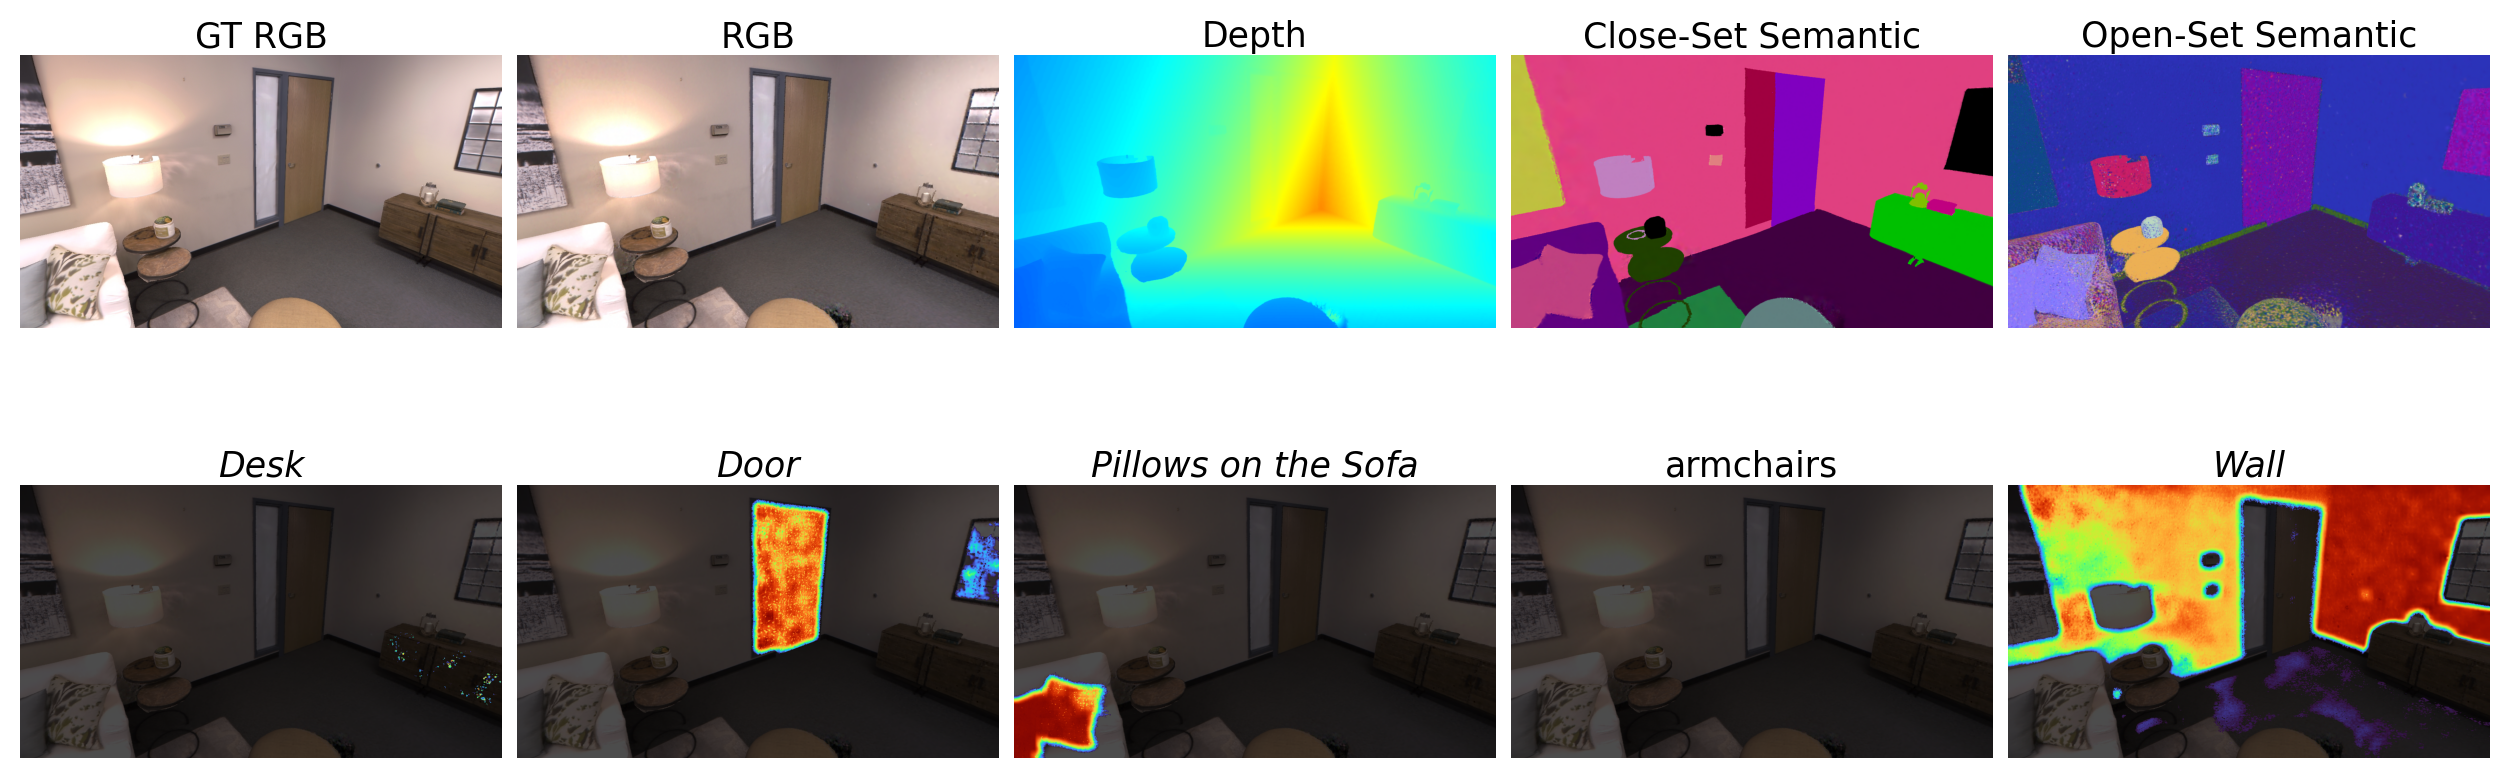 GT RGB
RGB
Depth
Close-Set Semantic
Open-Set Semantic
Desk
Door
Pillows on the Sofa
armchairs
Wall